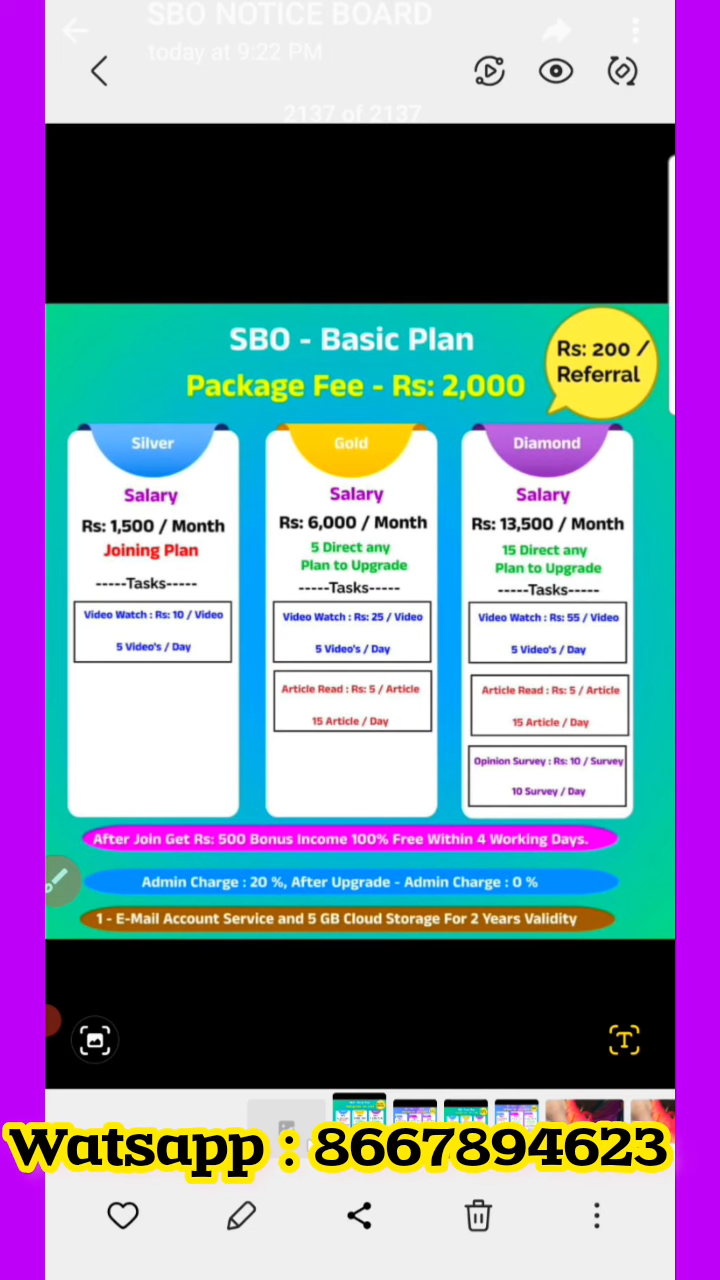 SBO NOTICE BOARD
today at 9:22 PM
2137 of 2137
SBO - Basic Plan
Package Fee - Rs: 2,000
Rs: 200 /
Referral
Silver
Salary
Rs: 1,500 / Month
Joining Plan
-----Tasks-----
Video Watch : Rs: 10 / Video
5 Video's / Day
Gold
Salary
Rs: 6,000 / Month
5 Direct any
Plan to Upgrade
-----Tasks-----
Video Watch : Rs: 25 / Video
5 Video's / Day
Article Read : Rs: 5 / Article
15 Article / Day
Diamond
Salary
Rs: 13,500 / Month
15 Direct any
Plan to Upgrade
-----Tasks-----
Video Watch : Rs: 55 / Video
5 Video's / Day
Article Read : Rs: 5 / Article
15 Article / Day
Opinion Survey : Rs: 10 / Survey
10 Survey / Day
After Join Get Rs: 500 Bonus Income 100% Free Within 4 Working Days.
Admin Charge : 20 %, After Upgrade - Admin Charge : 0 %
1 - E-Mail Account Service and 5 GB Cloud Storage For 2 Years Validity
T
Watsapp : 8667894623